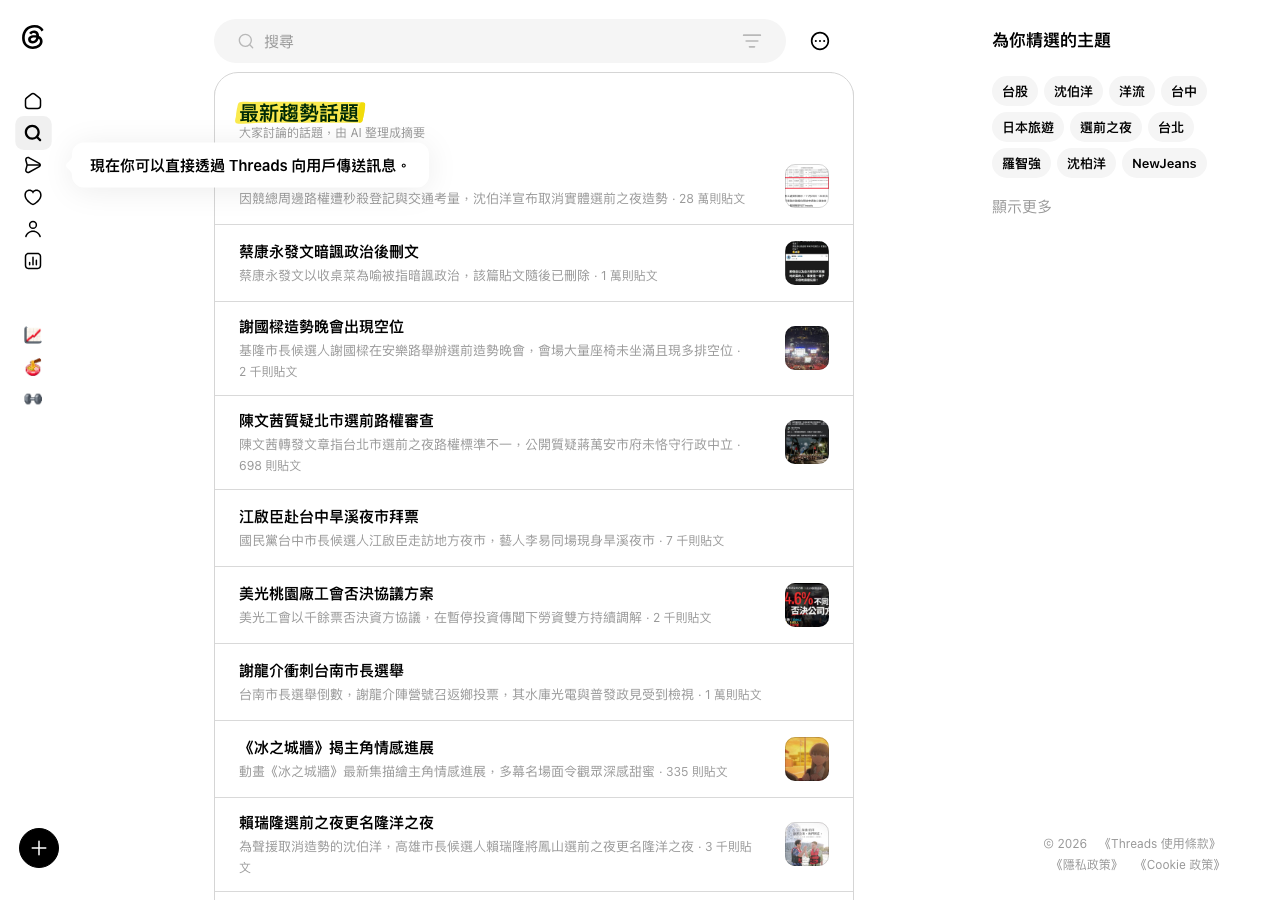 搜尋
最新趨勢話題
大家討論的話題，由 AI 整理成摘要
現在你可以直接透過 Threads 向用戶傳送訊息。
因競總周邊路權遭秒殺登記與交通考量，沈伯洋宣布取消實體選前之夜造勢 · 28 萬則貼文
蔡康永發文暗諷政治後刪文
蔡康永發文以收桌菜為喻被指暗諷政治，該篇貼文隨後已刪除 · 1 萬則貼文
謝國樑造勢晚會出現空位
基隆市長候選人謝國樑在安樂路舉辦選前造勢晚會，會場大量座椅未坐滿且現多排空位 ·
2 千則貼文
陳文茜質疑北市選前路權審查
陳文茜轉發文章指台北市選前之夜路權標準不一，公開質疑蔣萬安市府未恪守行政中立 ·
698 則貼文
江啟臣赴台中旱溪夜市拜票
國民黨台中市長候選人江啟臣走訪地方夜市，藝人李易同場現身旱溪夜市 · 7 千則貼文
美光桃園廠工會否決協議方案
美光工會以千餘票否決資方協議，在暫停投資傳聞下勞資雙方持續調解 · 2 千則貼文
4.6%不同
否決公司方
謝龍介衝刺台南市長選舉
台南市長選舉倒數，謝龍介陣營號召返鄉投票，其水庫光電與普發政見受到檢視 · 1 萬則貼文
《冰之城牆》揭主角情感進展
動畫《冰之城牆》最新集描繪主角情感進展，多幕名場面令觀眾深感甜蜜 · 335 則貼文
賴瑞隆選前之夜更名隆洋之夜
為聲援取消造勢的沈伯洋，高雄市長候選人賴瑞隆將鳳山選前之夜更名隆洋之夜 · 3 千則貼
文
為你精選的主題
台股 沈伯洋 洋流 台中
日本旅遊 選前之夜 台北
羅智強 沈柏洋 NewJeans
顯示更多
© 2026 《Threads 使用條款》
《隱私政策》 《Cookie 政策》